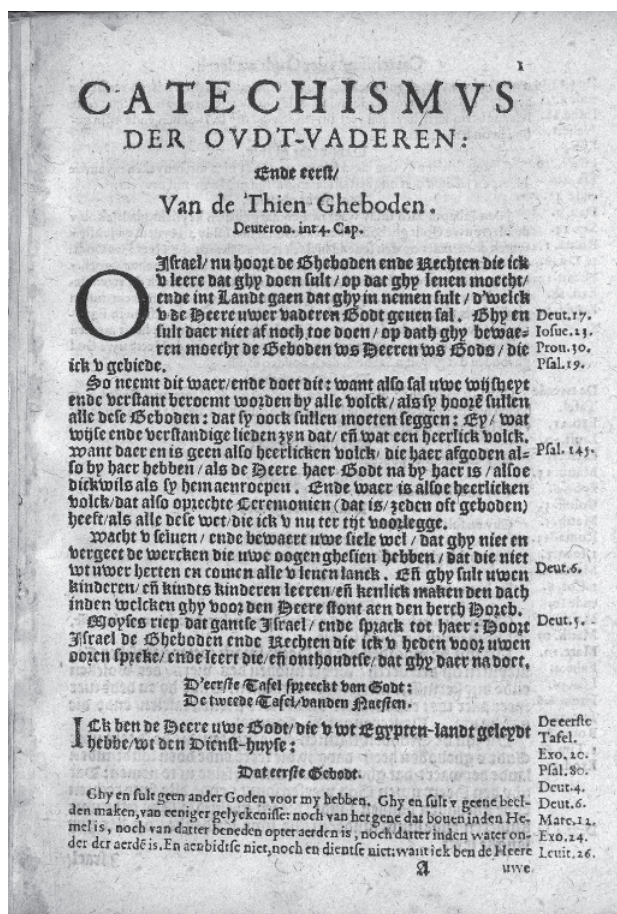 1
CATECHISMVS
DER OVDT-VADEREN:
Ende eerst/
Van de Thien Gheboden.
Deuteron. int 4. Cap.
O Israel/ nu hoort de Gheboden ende Rechten die ick
v leere dat ghy doen sult/ op dat ghy leuen moecht/
ende int Landt gaen dat ghy in nemen sult/ d'welck
v de Heere uwer vaderen Godt geuen sal. Ghy en
sult daer niet af noch toe doen/ op dath ghy bewae=
ren moecht de Geboden ws Heeren ws Gods/ die
ick v gebiede.
Deut.17.
Iosue.23.
Prou.30.
Psal.19.
So neemt dit waer/ ende doet dit: want also sal uwe wijsheyt
ende verstant beroemt worden by alle volck/ als sy hoorē sullen
alle dese Geboden: dat sy oock sullen moeten seggen: Ey/ wat
wijse ende verstandige lieden zyn dat/ eñ wat een heerlick volck.
Want daer en is geen also heerlicken volck/ die haer afgoden al=
so by haer hebben/ als de Heere haer Godt na by haer is/ alsoe
dickwils als sy hem aenroepen. Ende waer is alsoe heerlicken
volck/ dat also oprechte Ceremonien (dat is/ zeden oft geboden)
heeft/ als alle dese wet/ die ick v nu ter tijt voorlegge.
Psal. 145.
Wacht v seluen/ ende bewaert uwe siele wel/ dat ghy niet en
vergeet de wercken die uwe oogen ghesien hebben/ dat die niet
wt uwer herten en comen alle v leuen lanck. Eñ ghy sult uwen
kinderen/ eñ kindts kinderen leeren/ eñ kenlick maken den dach
inden welcken ghy voor den Heere stont aen den berch Horeb.
Deut.6.
Moyses riep dat gantse Israel/ ende sprack tot haer: Hoort
Israel de Gheboden ende Rechten die ick v heden voor uwen
ooren spreke/ ende leert die/ eñ onthoudtse/ dat ghy daer na doet.
Deut.5.
D'eerste Tafel spreeckt van Godt:
De tweede Tafel/ vanden Naesten.
ICk ben de Heere uwe Godt/ die v wt Egypten-landt geleydt
hebbe/ wt den Dienst-huyse:
Dat eerste Gebodt.
Ghy en sult geen ander Goden voor my hebben. Ghy en sult v geene beel-
den maken, van eeniger gelyckenisse: noch van het gene dat bouen inden He-
mel is, noch van datter beneden opter aerden is, noch datter inden water on-
der der aerdē is. En aenbidtse niet, noch en dientse niet: want ick ben de Heere
De eerste
Tafel.
Exo. 20.
Psal. 80.
Deut.4.
Deut.6.
Marc.12.
Exo.24.
Leuit.26.
A
uwe